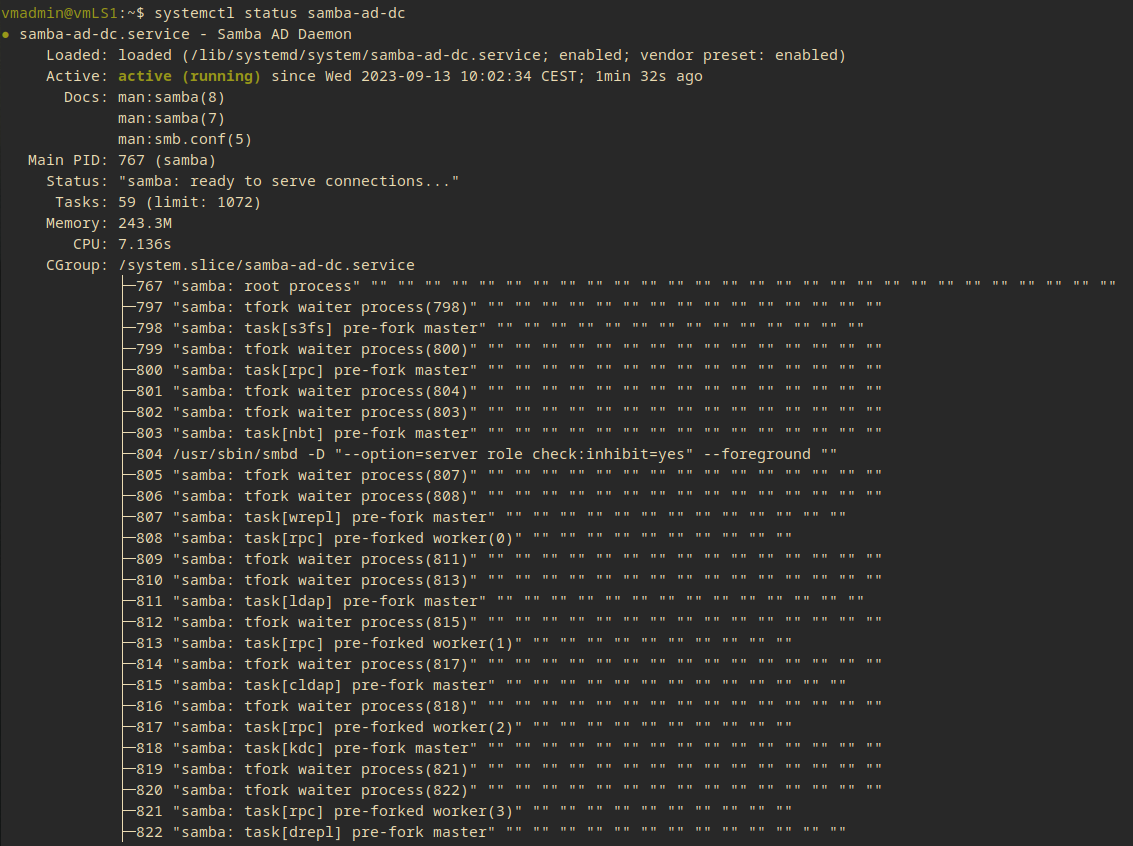 vmadmin@vmLS1:~$ systemctl status samba-ad-dc
● samba-ad-dc.service - Samba AD Daemon
     Loaded: loaded (/lib/systemd/system/samba-ad-dc.service; enabled; vendor preset: enabled)
     Active: active (running) since Wed 2023-09-13 10:02:34 CEST; 1min 32s ago
       Docs: man:samba(8)
             man:samba(7)
             man:smb.conf(5)
   Main PID: 767 (samba)
     Status: "samba: ready to serve connections..."
      Tasks: 59 (limit: 1072)
     Memory: 243.3M
        CPU: 7.136s
     CGroup: /system.slice/samba-ad-dc.service
             ├─767 "samba: root process" "" "" "" "" "" "" "" "" "" "" "" "" "" "" "" "" "" "" "" "" "" "" "" "" "" "" "" ""
             ├─797 "samba: tfork waiter process(798)" "" "" "" "" "" "" "" "" "" "" "" "" "" "" ""
             ├─798 "samba: task[s3fs] pre-fork master" "" "" "" "" "" "" "" "" "" "" "" "" "" ""
             ├─799 "samba: tfork waiter process(800)" "" "" "" "" "" "" "" "" "" "" "" "" "" "" ""
             ├─800 "samba: task[rpc] pre-fork master" "" "" "" "" "" "" "" "" "" "" "" "" "" "" ""
             ├─801 "samba: tfork waiter process(804)" "" "" "" "" "" "" "" "" "" "" "" "" "" "" ""
             ├─802 "samba: tfork waiter process(803)" "" "" "" "" "" "" "" "" "" "" "" "" "" "" ""
             ├─803 "samba: task[nbt] pre-fork master" "" "" "" "" "" "" "" "" "" "" "" "" "" "" ""
             ├─804 /usr/sbin/smbd -D "--option=server role check:inhibit=yes" --foreground ""
             ├─805 "samba: tfork waiter process(807)" "" "" "" "" "" "" "" "" "" "" "" "" "" "" ""
             ├─806 "samba: tfork waiter process(808)" "" "" "" "" "" "" "" "" "" "" "" "" "" "" ""
             ├─807 "samba: task[wrepl] pre-fork master" "" "" "" "" "" "" "" "" "" "" "" "" ""
             ├─808 "samba: task[rpc] pre-forked worker(0)" "" "" "" "" "" "" "" "" "" ""
             ├─809 "samba: tfork waiter process(811)" "" "" "" "" "" "" "" "" "" "" "" "" "" "" ""
             ├─810 "samba: tfork waiter process(813)" "" "" "" "" "" "" "" "" "" "" "" "" "" "" ""
             ├─811 "samba: task[ldap] pre-fork master" "" "" "" "" "" "" "" "" "" "" "" "" "" ""
             ├─812 "samba: tfork waiter process(815)" "" "" "" "" "" "" "" "" "" "" "" "" "" "" ""
             ├─813 "samba: task[rpc] pre-forked worker(1)" "" "" "" "" "" "" "" "" "" ""
             ├─814 "samba: tfork waiter process(817)" "" "" "" "" "" "" "" "" "" "" "" "" "" "" ""
             ├─815 "samba: task[cldap] pre-fork master" "" "" "" "" "" "" "" "" "" "" "" "" ""
             ├─816 "samba: tfork waiter process(818)" "" "" "" "" "" "" "" "" "" "" "" "" "" "" ""
             ├─817 "samba: task[rpc] pre-forked worker(2)" "" "" "" "" "" "" "" "" "" ""
             ├─818 "samba: task[kdc] pre-fork master" "" "" "" "" "" "" "" "" "" "" "" "" "" "" ""
             ├─819 "samba: tfork waiter process(821)" "" "" "" "" "" "" "" "" "" "" "" "" "" "" ""
             ├─820 "samba: tfork waiter process(822)" "" "" "" "" "" "" "" "" "" "" "" "" "" "" ""
             ├─821 "samba: task[rpc] pre-forked worker(3)" "" "" "" "" "" "" "" "" "" ""
             ├─822 "samba: task[drepl] pre-fork master" "" "" "" "" "" "" "" "" "" "" "" "" ""